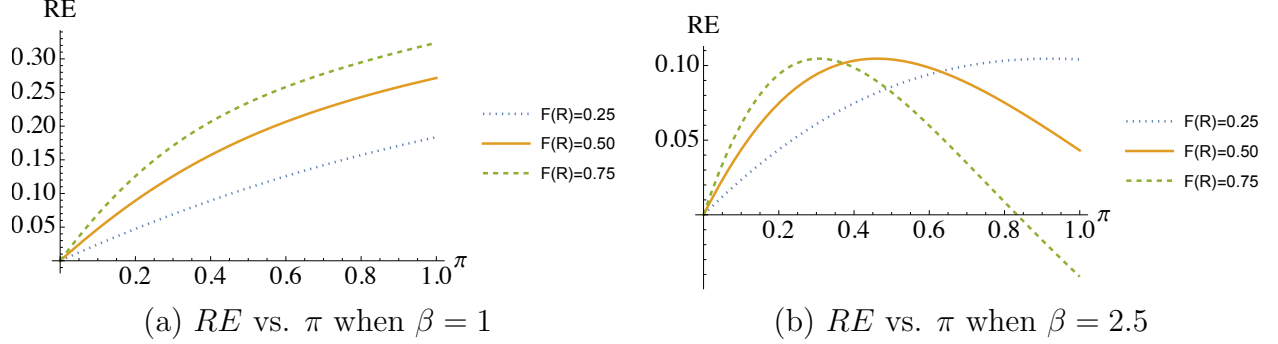 RE
0.30
0.25
0.20
0.15
0.10
0.05
0.2 0.4 0.6 0.8 1.0
π
F(R)=0.25
F(R)=0.50
F(R)=0.75
(a) RE vs. π when β = 1
RE
0.10
0.05
0.2 0.4 0.6 0.8 1.0
π
F(R)=0.25
F(R)=0.50
F(R)=0.75
(b) RE vs. π when β = 2.5